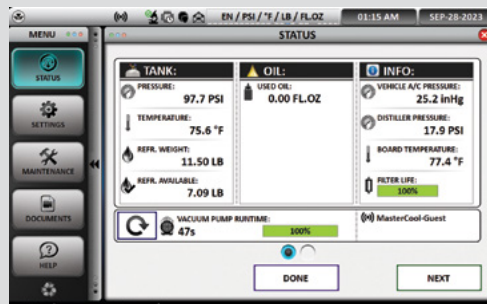 EN / PSI / °F / LB / FL.OZ
01:15 AM
SEP-28-2023
MENU
STATUS
STATUS
SETTINGS
MAINTENANCE
DOCUMENTS
HELP
TANK:
PRESSURE:
97.7 PSI
TEMPERATURE:
75.6 °F
REFR. WEIGHT:
11.50 LB
REFR. AVAILABLE:
7.09 LB
OIL:
USED OIL:
0.00 FL.OZ
INFO:
VEHICLE A/C PRESSURE:
25.2 inHg
DISTILLER PRESSURE:
17.9 PSI
BOARD TEMPERATURE:
77.4 °F
FILTER LIFE:
100%
VACUUM PUMP RUNTIME:
47s
100%
MasterCool-Guest
DONE
NEXT